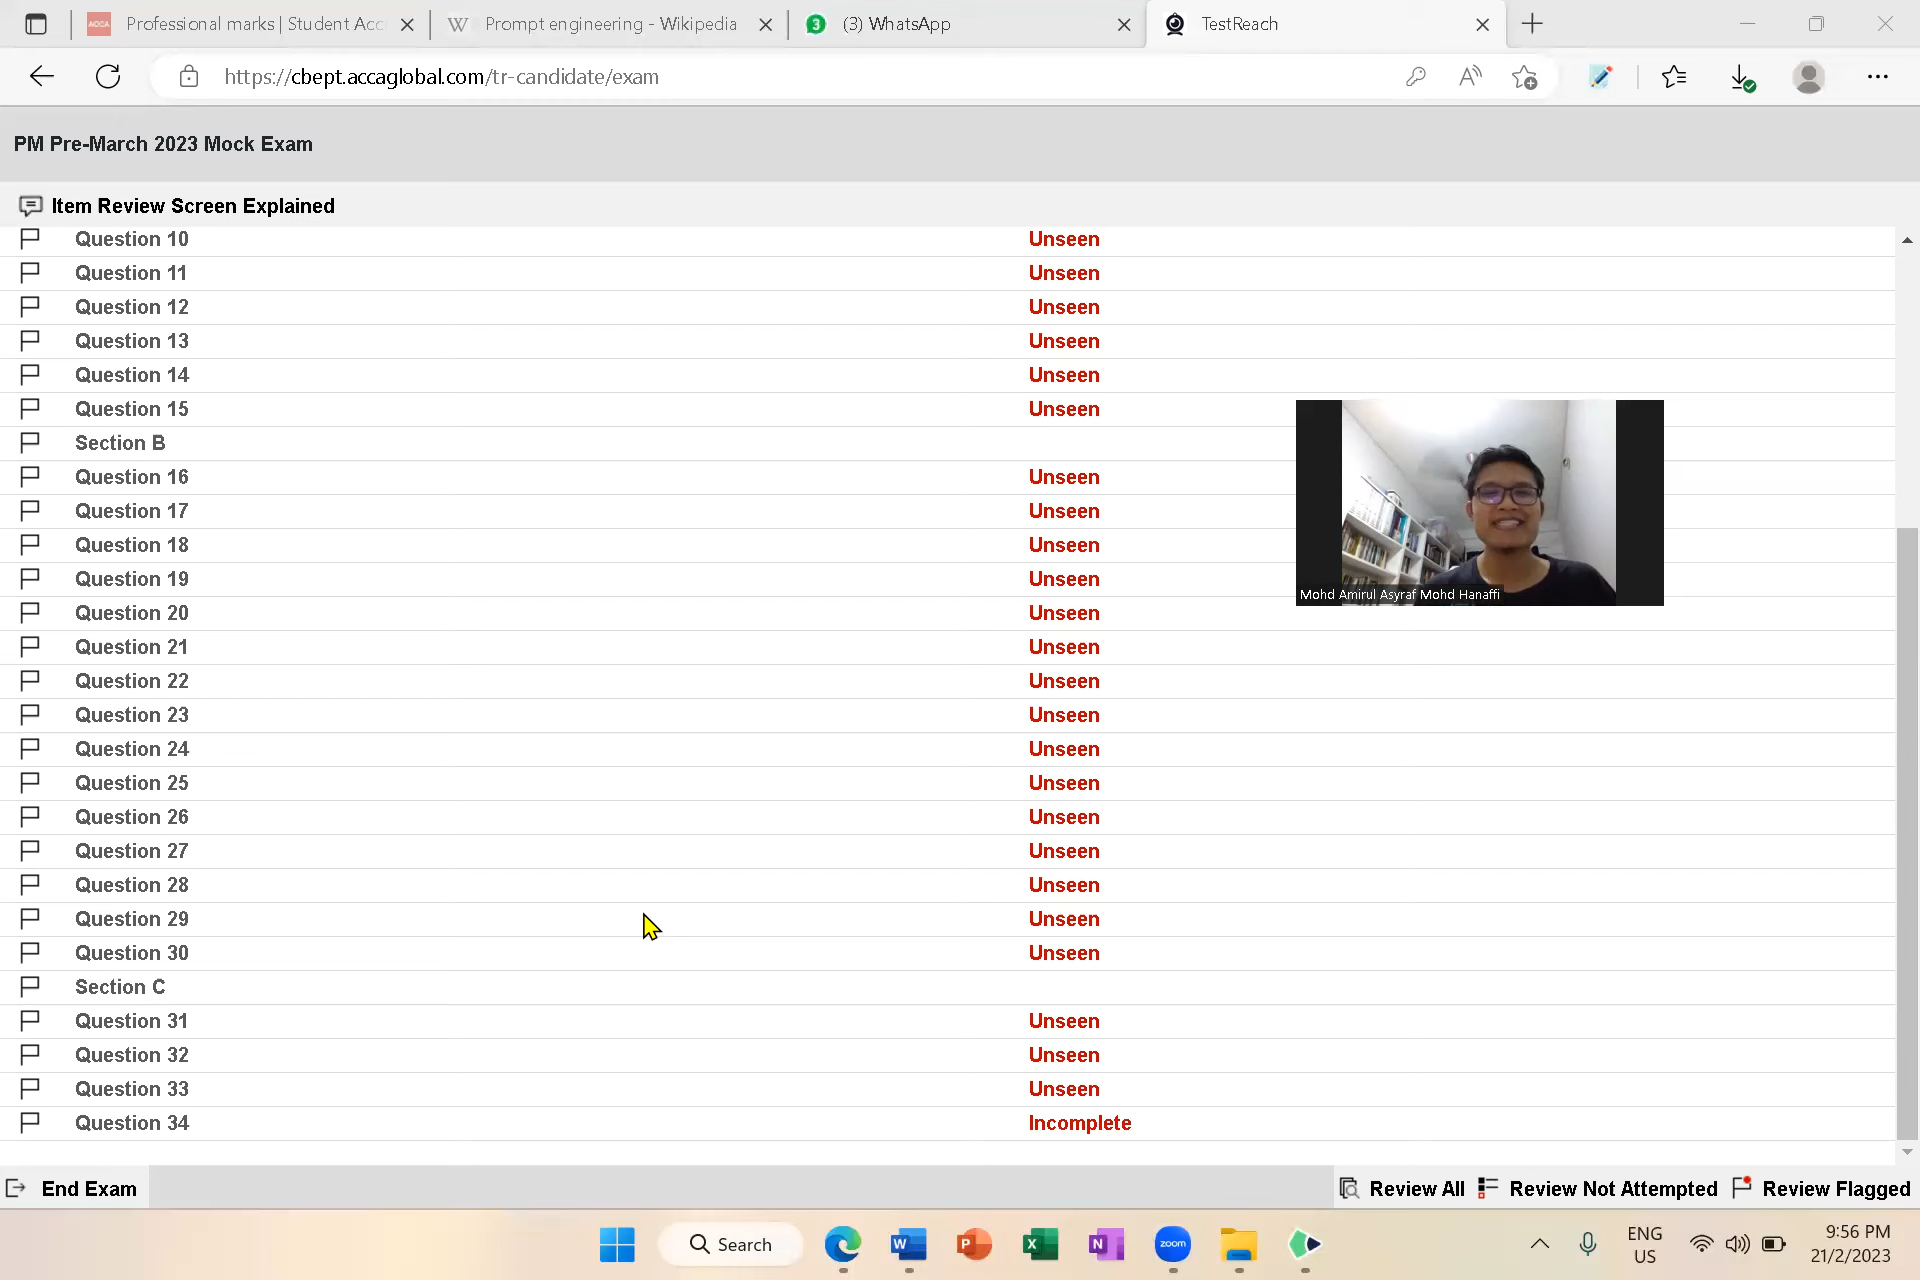 Professional marks | Student Acc
Prompt engineering - Wikipedia
3 (3) WhatsApp
TestReach
https://cbept.accaglobal.com/tr-candidate/exam
PM Pre-March 2023 Mock Exam
Item Review Screen Explained
Question 10 Unseen
Question 11 Unseen
Question 12 Unseen
Question 13 Unseen
Question 14 Unseen
Question 15 Unseen
Section B
Question 16 Unseen
Question 17 Unseen
Question 18 Unseen
Question 19 Unseen
Question 20 Unseen
Question 21 Unseen
Question 22 Unseen
Question 23 Unseen
Question 24 Unseen
Question 25 Unseen
Question 26 Unseen
Question 27 Unseen
Question 28 Unseen
Question 29 Unseen
Question 30 Unseen
Section C
Question 31 Unseen
Question 32 Unseen
Question 33 Unseen
Question 34 Incomplete
Mohd Amirul Asyraf Mohd Hanaffi
End Exam
Review All
Review Not Attempted
Review Flagged
Search
zoom
ENG
US
9:56 PM
21/2/2023